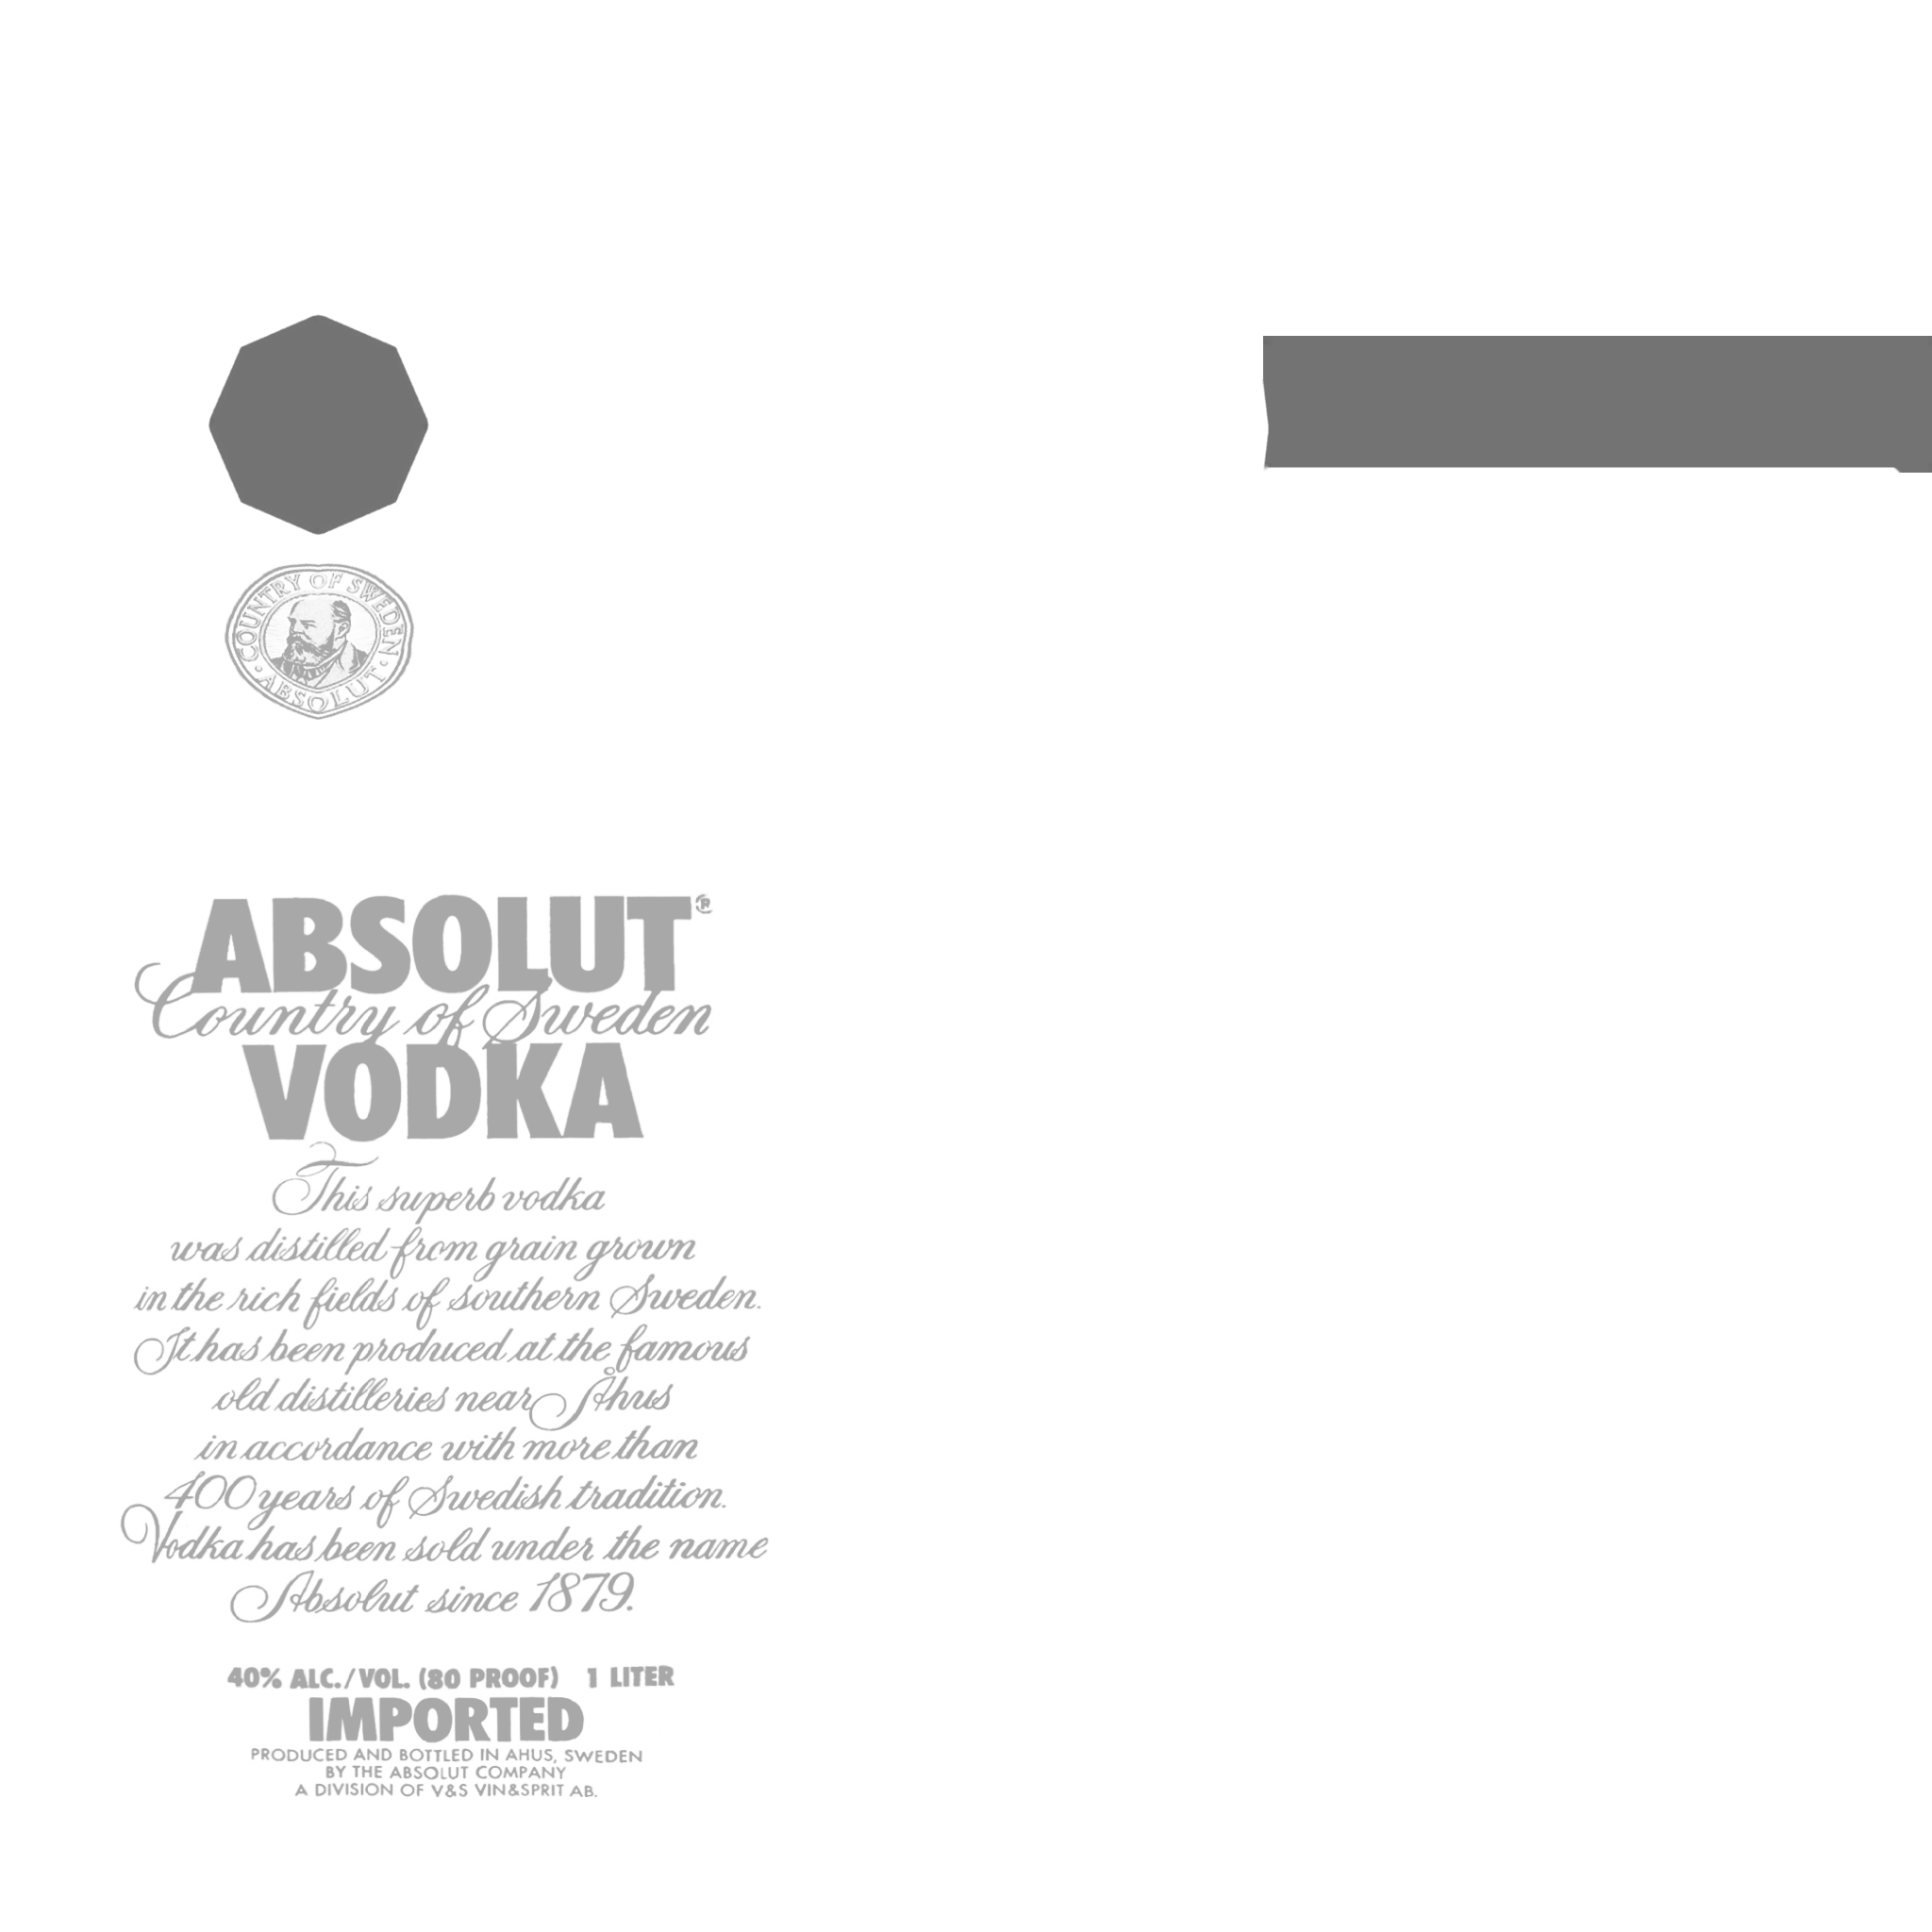 COUNTRY OF SWEDEN
ABSOLUT
ABSOLUT®
Country of Sweden
VODKA
This superb vodka
was distilled from grain grown
in the rich fields of southern Sweden.
It has been produced at the famous
old distilleries near Åhus
in accordance with more than
400 years of Swedish tradition.
Vodka has been sold under the name
Absolut since 1879.
40% ALC./VOL. (80 PROOF) 1 LITER
IMPORTED
PRODUCED AND BOTTLED IN AHUS, SWEDEN
BY THE ABSOLUT COMPANY
A DIVISION OF V&S VIN&SPRIT AB.